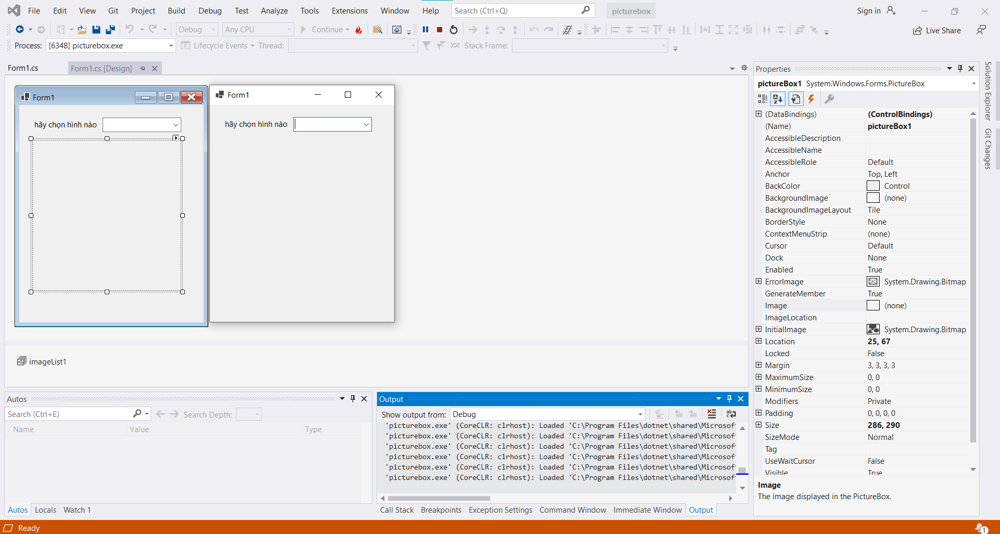 File Edit View Git Project Build Debug Test Analyze Tools Extensions Window Help Search (Ctrl+Q) picturebox Sign in
Debug Any CPU Continue Live Share
Process: [6348] picturebox.exe Lifecycle Events Thread: Stack Frame:
Form1.cs Form1.cs [Design]
Form1
hãy chọn hình nào
Form1
hãy chọn hình nào
imageList1
Properties
pictureBox1 System.Windows.Forms.PictureBox
(DataBindings) (ControlBindings)
(Name) pictureBox1
AccessibleDescription
AccessibleName
AccessibleRole Default
Anchor Top, Left
BackColor Control
BackgroundImage (none)
BackgroundImageLayout Tile
BorderStyle None
ContextMenuStrip (none)
Cursor Default
Dock None
Enabled True
ErrorImage System.Drawing.Bitmap
GenerateMember True
Image (none)
ImageLocation
InitialImage System.Drawing.Bitmap
Location 25, 67
Locked False
Margin 3, 3, 3, 3
MaximumSize 0, 0
MinimumSize 0, 0
Modifiers Private
Padding 0, 0, 0, 0
Size 286, 290
SizeMode Normal
Tag
UseWaitCursor False
Visible True
Image
The image displayed in the PictureBox.
Solution Explorer
Git Changes
Autos
Search (Ctrl+E) Search Depth:
Name Value Type
Autos Locals Watch 1
Output
Show output from: Debug
'picturebox.exe' (CoreCLR: clrhost): Loaded 'C:\Program Files\dotnet\shared\Microsof
'picturebox.exe' (CoreCLR: clrhost): Loaded 'C:\Program Files\dotnet\shared\Microsof
'picturebox.exe' (CoreCLR: clrhost): Loaded 'C:\Program Files\dotnet\shared\Microsof
'picturebox.exe' (CoreCLR: clrhost): Loaded 'C:\Program Files\dotnet\shared\Microsof
'picturebox.exe' (CoreCLR: clrhost): Loaded 'C:\Program Files\dotnet\shared\Microsof
'picturebox.exe' (CoreCLR: clrhost): Loaded 'C:\Program Files\dotnet\shared\Microsof
Call Stack Breakpoints Exception Settings Command Window Immediate Window Output
Ready 1